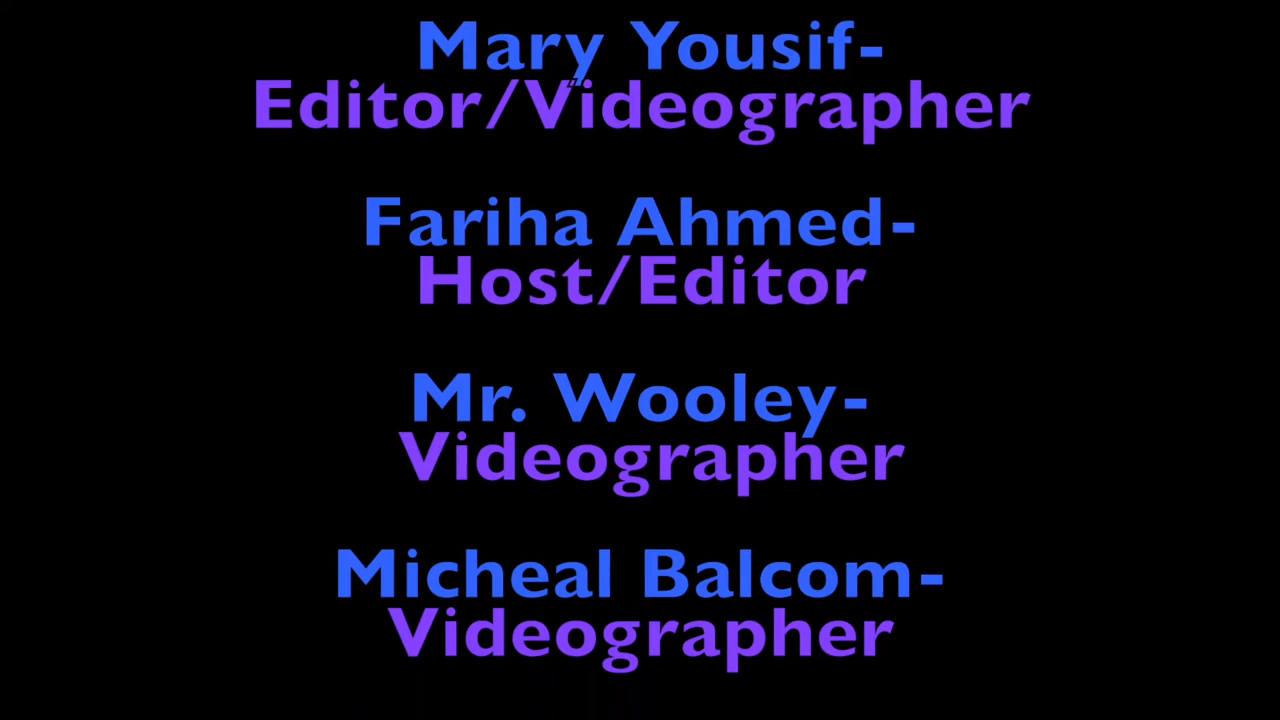 Mary Yousif-
Editor/Videographer
Fariha Ahmed-
Host/Editor
Mr. Wooley-
Videographer
Micheal Balcom-
Videographer